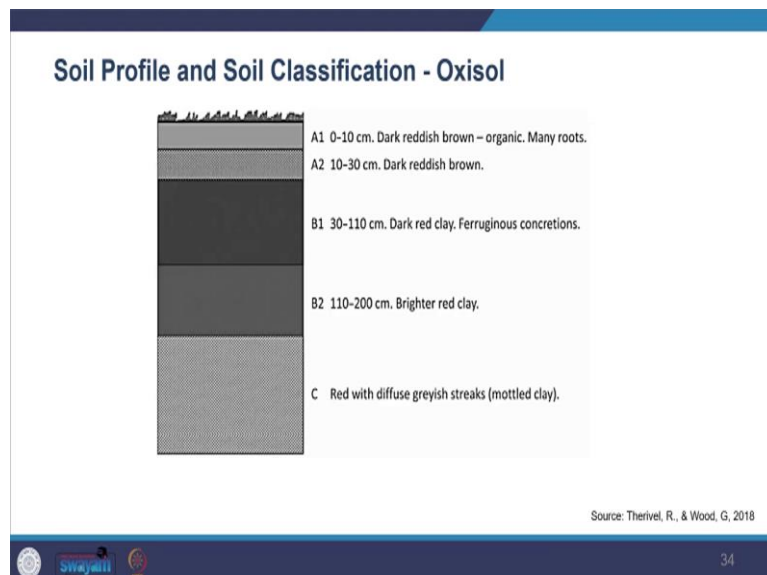 Soil Profile and Soil Classification - Oxisol
A1 0-10 cm. Dark reddish brown – organic. Many roots.
A2 10-30 cm. Dark reddish brown.
B1 30-110 cm. Dark red clay. Ferruginous concretions.
B2 110-200 cm. Brighter red clay.
C Red with diffuse greyish streaks (mottled clay).
Source: Therivel, R., & Wood, G, 2018
swayam
34